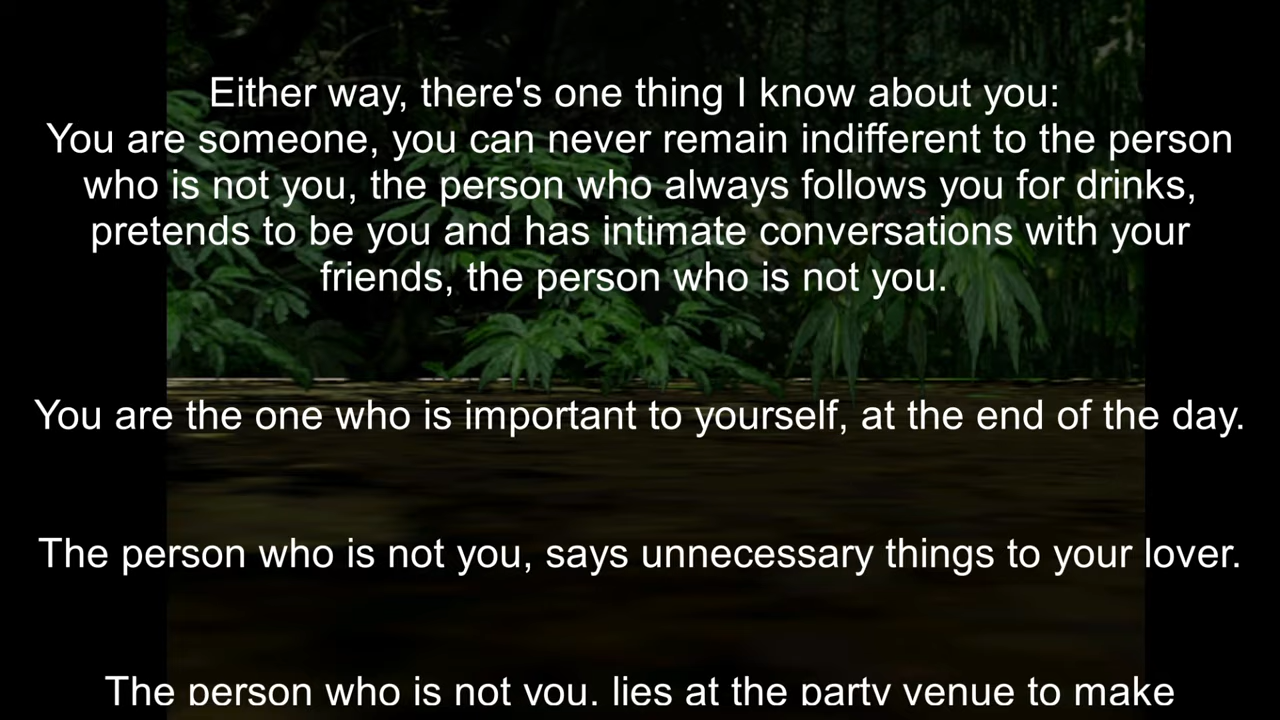 Either way, there's one thing I know about you:
You are someone, you can never remain indifferent to the person
who is not you, the person who always follows you for drinks,
pretends to be you and has intimate conversations with your
friends, the person who is not you.
You are the one who is important to yourself, at the end of the day.
The person who is not you, says unnecessary things to your lover.
The person who is not you, lies at the party venue to make